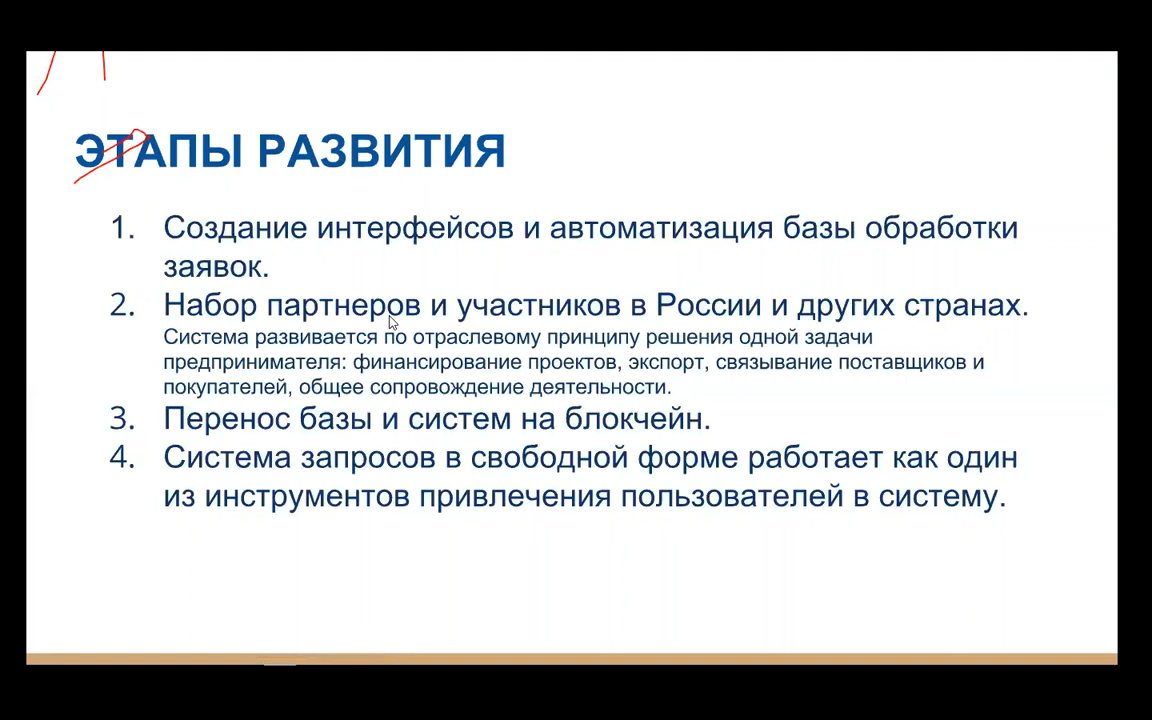 ЭТАПЫ РАЗВИТИЯ
1. Создание интерфейсов и автоматизация базы обработки
заявок.
2. Набор партнеров и участников в России и других странах.
Система развивается по отраслевому принципу решения одной задачи
предпринимателя: финансирование проектов, экспорт, связывание поставщиков и
покупателей, общее сопровождение деятельности.
3. Перенос базы и систем на блокчейн.
4. Система запросов в свободной форме работает как один
из инструментов привлечения пользователей в систему.